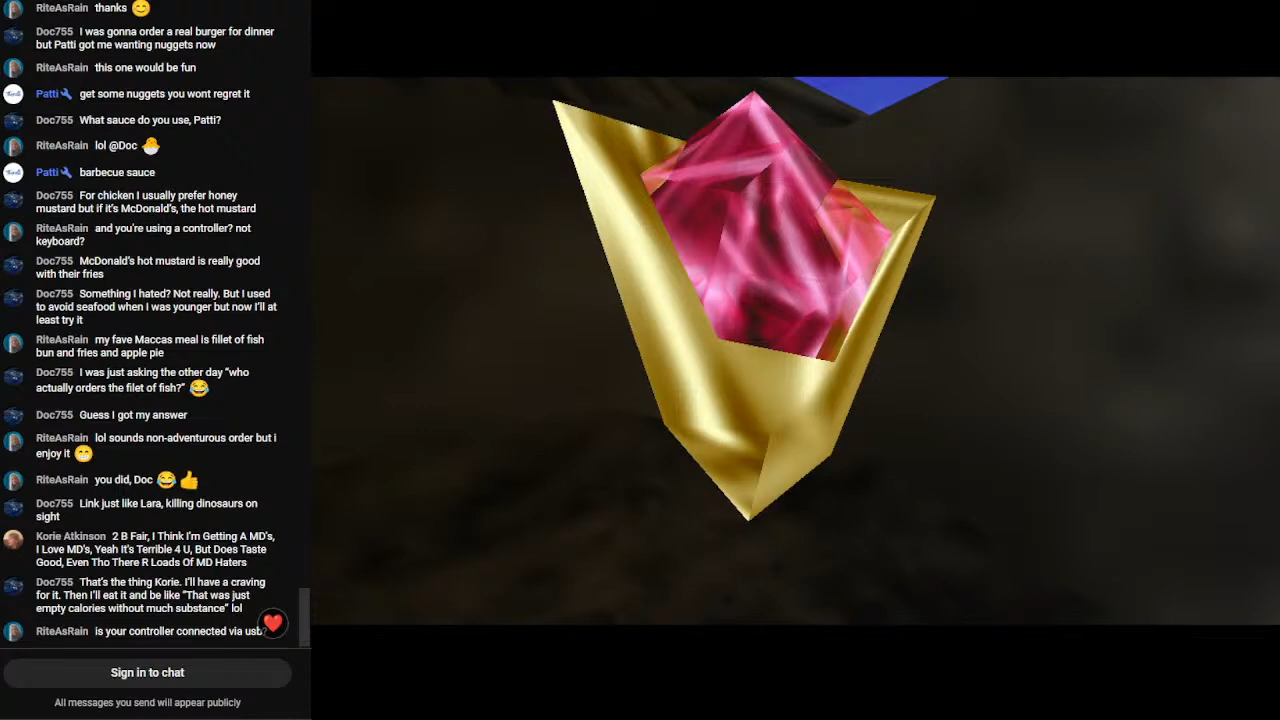 RiteAsRain thanks 😊
Doc755 I was gonna order a real burger for dinner
but Patti got me wanting nuggets now
RiteAsRain this one would be fun
Patti🔧 get some nuggets you wont regret it
Doc755 What sauce do you use, Patti?
RiteAsRain lol @Doc 🐣
Patti🔧 barbecue sauce
Doc755 For chicken I usually prefer honey
mustard but if it's McDonald's, the hot mustard
RiteAsRain and you're using a controller? not
keyboard?
Doc755 McDonald's hot mustard is really good
with their fries
Doc755 Something I hated? Not really. But I used
to avoid seafood when I was younger but now I'll at
least try it
RiteAsRain my fave Maccas meal is fillet of fish
bun and fries and apple pie
Doc755 I was just asking the other day “who
actually orders the filet of fish?” 😂
Doc755 Guess I got my answer
RiteAsRain lol sounds non-adventurous order but i
enjoy it 😁
RiteAsRain you did, Doc 😂👍
Doc755 Link just like Lara, killing dinosaurs on
sight
Korie Atkinson 2 B Fair, I Think I'm Getting A MD's,
I Love MD's, Yeah It's Terrible 4 U, But Does Taste
Good, Even Tho There R Loads Of MD Haters
Doc755 That's the thing Korie. I'll have a craving
for it. Then I'll eat it and be like “That was just
empty calories without much substance” lol
RiteAsRain is your controller connected via usb
Sign in to chat
All messages you send will appear publicly